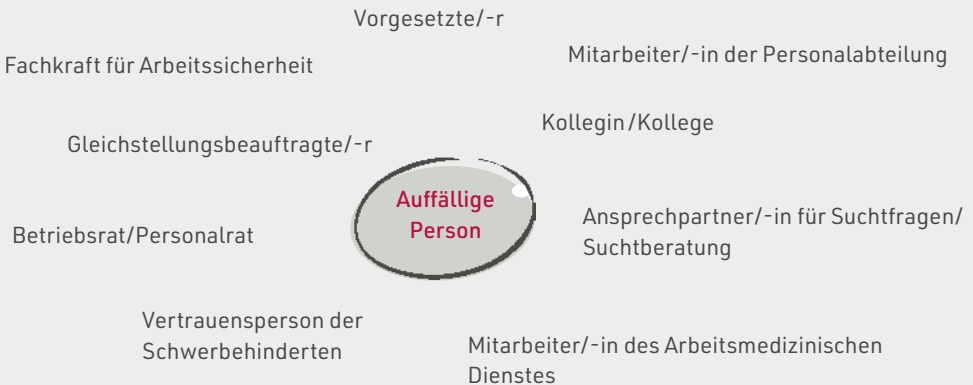 Vorgesetzte/-r
Mitarbeiter/-in der Personalabteilung
Fachkraft für Arbeitssicherheit
Kollegin/Kollege
Gleichstellungsbeauftragte/-r
Auffällige
Person
Ansprechpartner/-in für Suchtfragen/
Suchtberatung
Betriebsrat/Personalrat
Vertrauensperson der
Schwerbehinderten
Mitarbeiter/-in des Arbeitsmedizinischen
Dienstes